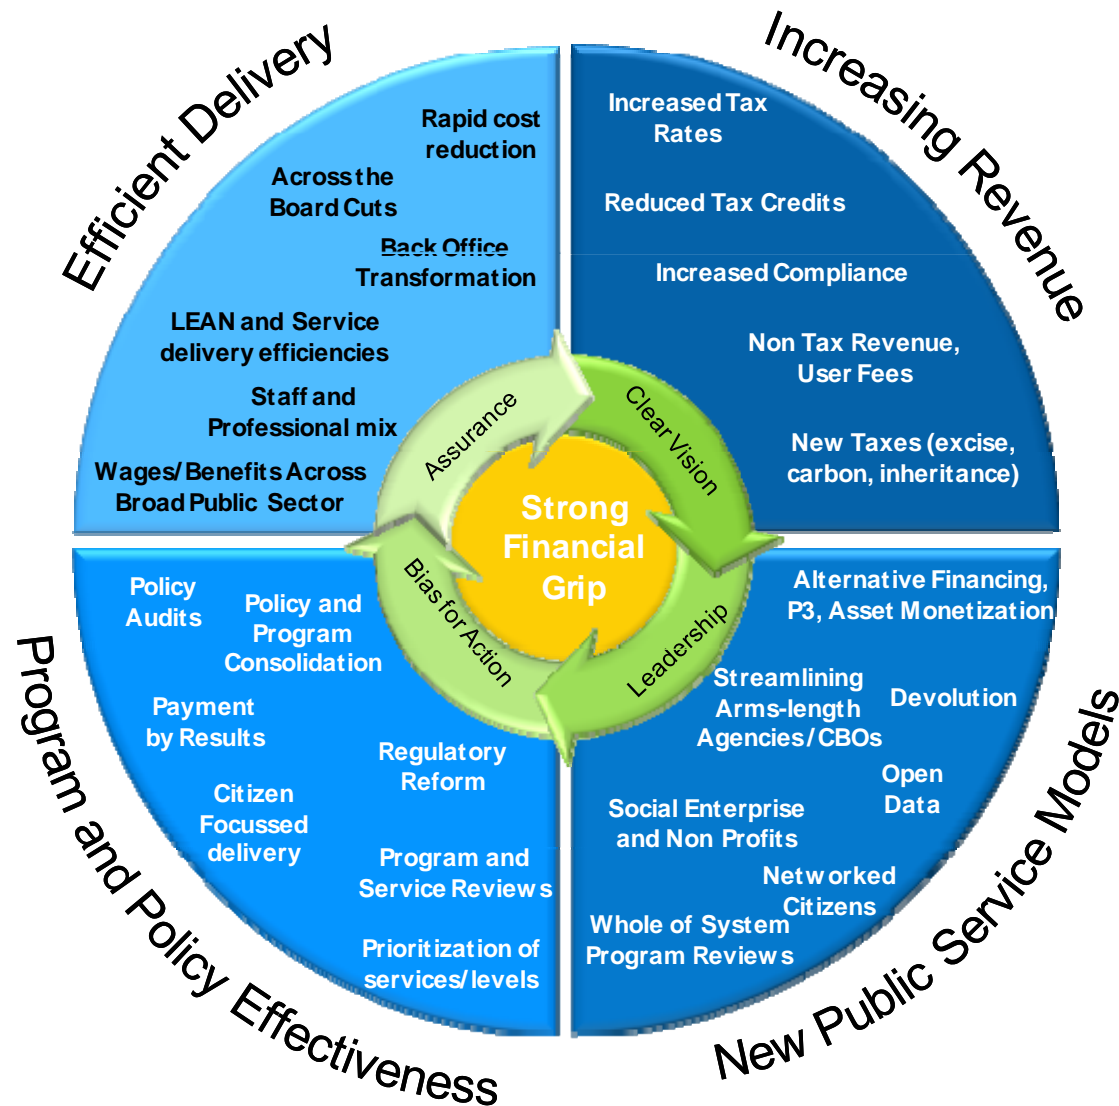 Efficient Delivery
Rapid cost
reduction
Across the
Board Cuts
Back Office
Transformation
LEAN and Service
delivery efficiencies
Staff and
Professional mix
Wages/Benefits Across
Broad Public Sector
Increasing Revenue
Increased Tax
Rates
Reduced Tax Credits
Increased Compliance
Non Tax Revenue,
User Fees
New Taxes (excise,
carbon, inheritance)
Assurance
Clear Vision
Leadership
Bias for Action
Strong
Financial
Grip
Program and Policy Effectiveness
Policy
Audits
Policy and
Program
Consolidation
Payment
by Results
Regulatory
Reform
Citizen
Focussed
delivery
Program and
Service Reviews
Prioritization of
services/levels
New Public Service Models
Alternative Financing,
P3, Asset Monetization
Streamlining
Arms-length
Agencies/CBOs
Devolution
Open
Data
Social Enterprise
and Non Profits
Networked
Citizens
Whole of System
Program Reviews